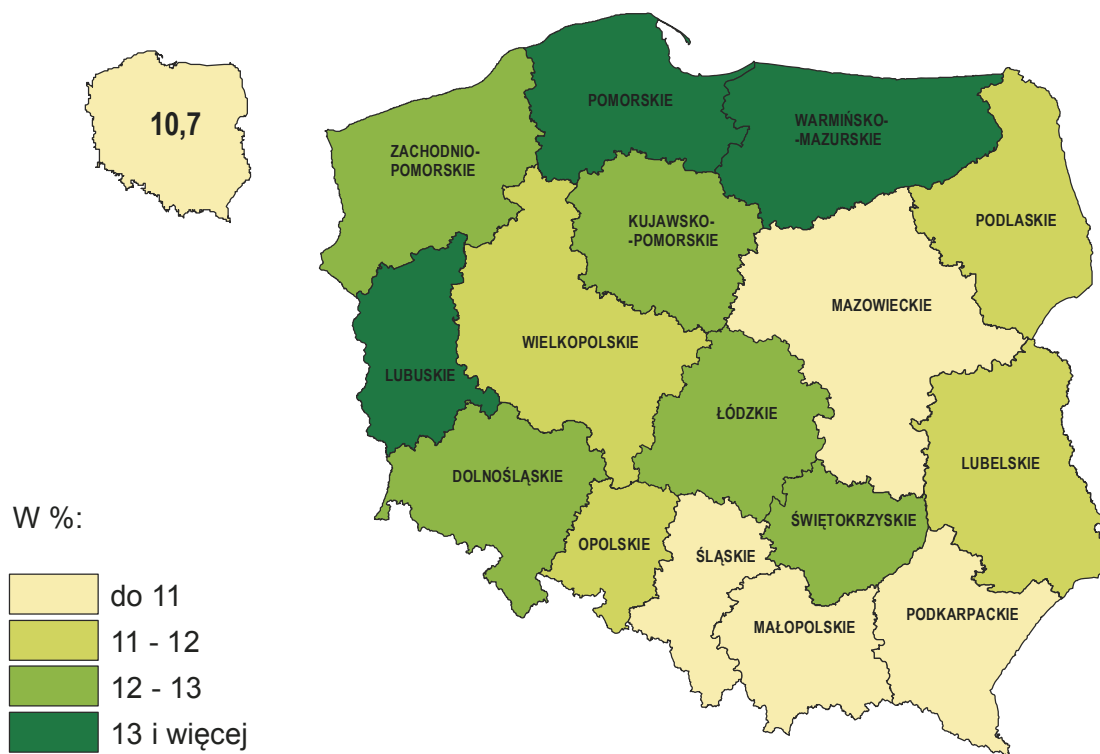 10,7
POMORSKIE
WARMIŃSKO-
-MAZURSKIE
ZACHODNIO-
POMORSKIE
KUJAWSKO-
-POMORSKIE
PODLASKIE
MAZOWIECKIE
WIELKOPOLSKIE
LUBUSKIE
ŁÓDZKIE
LUBELSKIE
DOLNOŚLĄSKIE
ŚWIĘTOKRZYSKIE
OPOLSKIE
ŚLĄSKIE
PODKARPACKIE
MAŁOPOLSKIE
W %:
do 11
11 - 12
12 - 13
13 i więcej